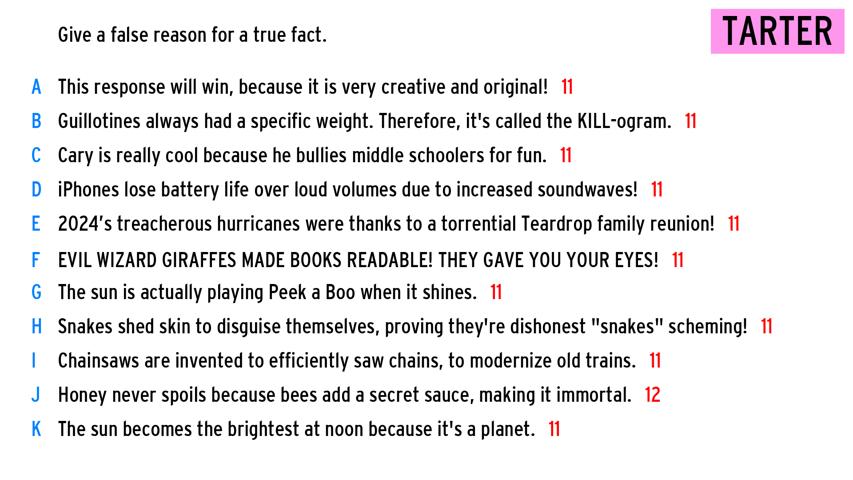 Give a false reason for a true fact.
TARTER
A This response will win, because it is very creative and original! 11
B Guillotines always had a specific weight. Therefore, it's called the KILL-ogram. 11
C Cary is really cool because he bullies middle schoolers for fun. 11
D iPhones lose battery life over loud volumes due to increased soundwaves! 11
E 2024's treacherous hurricanes were thanks to a torrential Teardrop family reunion! 11
F EVIL WIZARD GIRAFFES MADE BOOKS READABLE! THEY GAVE YOU YOUR EYES! 11
G The sun is actually playing Peek a Boo when it shines. 11
H Snakes shed skin to disguise themselves, proving they're dishonest "snakes" scheming! 11
I Chainsaws are invented to efficiently saw chains, to modernize old trains. 11
J Honey never spoils because bees add a secret sauce, making it immortal. 12
K The sun becomes the brightest at noon because it's a planet. 11